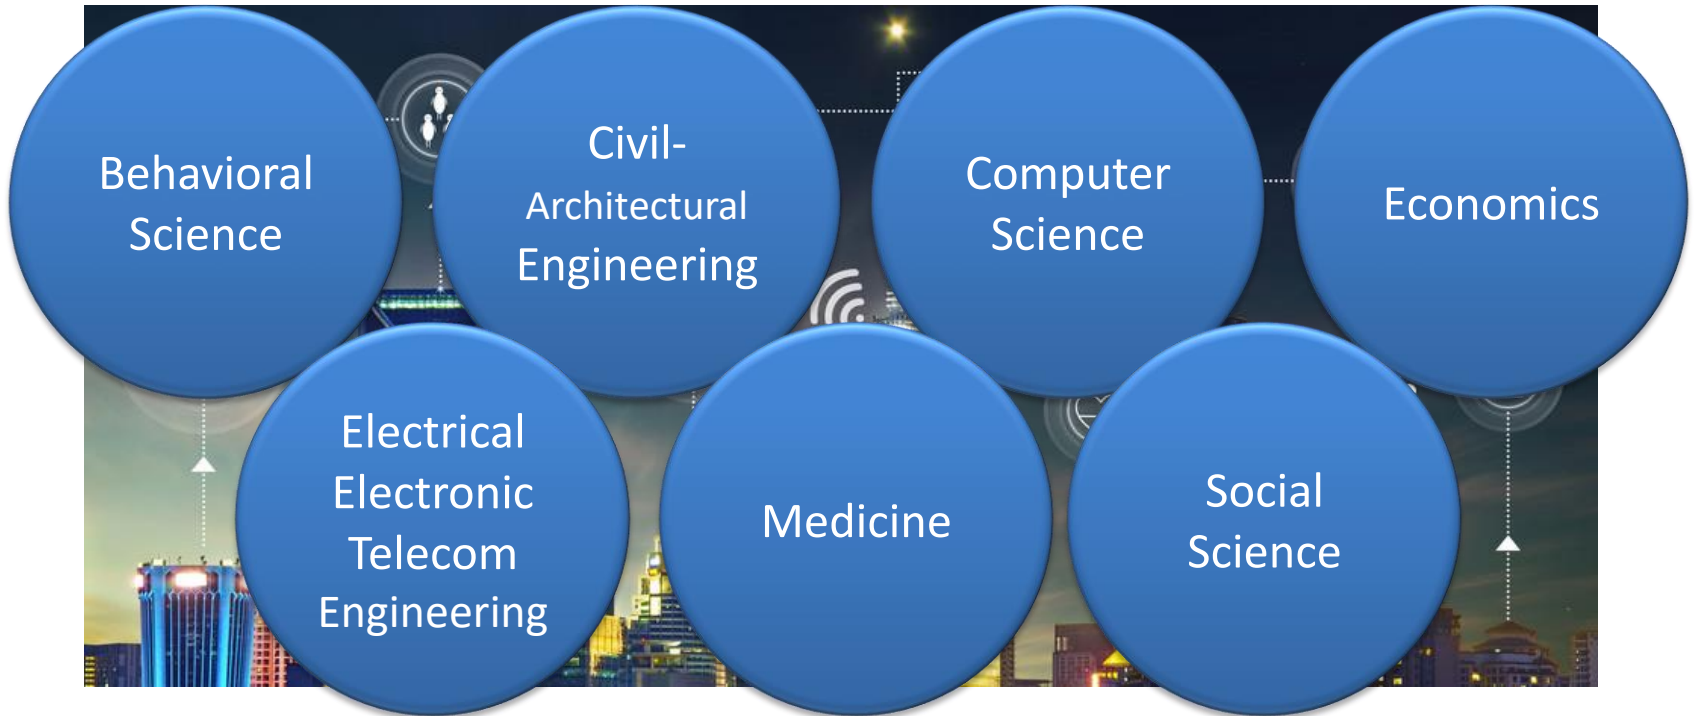 Behavioral
Science
Civil-
Architectural
Engineering
Computer
Science
Economics
Electrical
Electronic
Telecom
Engineering
Medicine
Social
Science